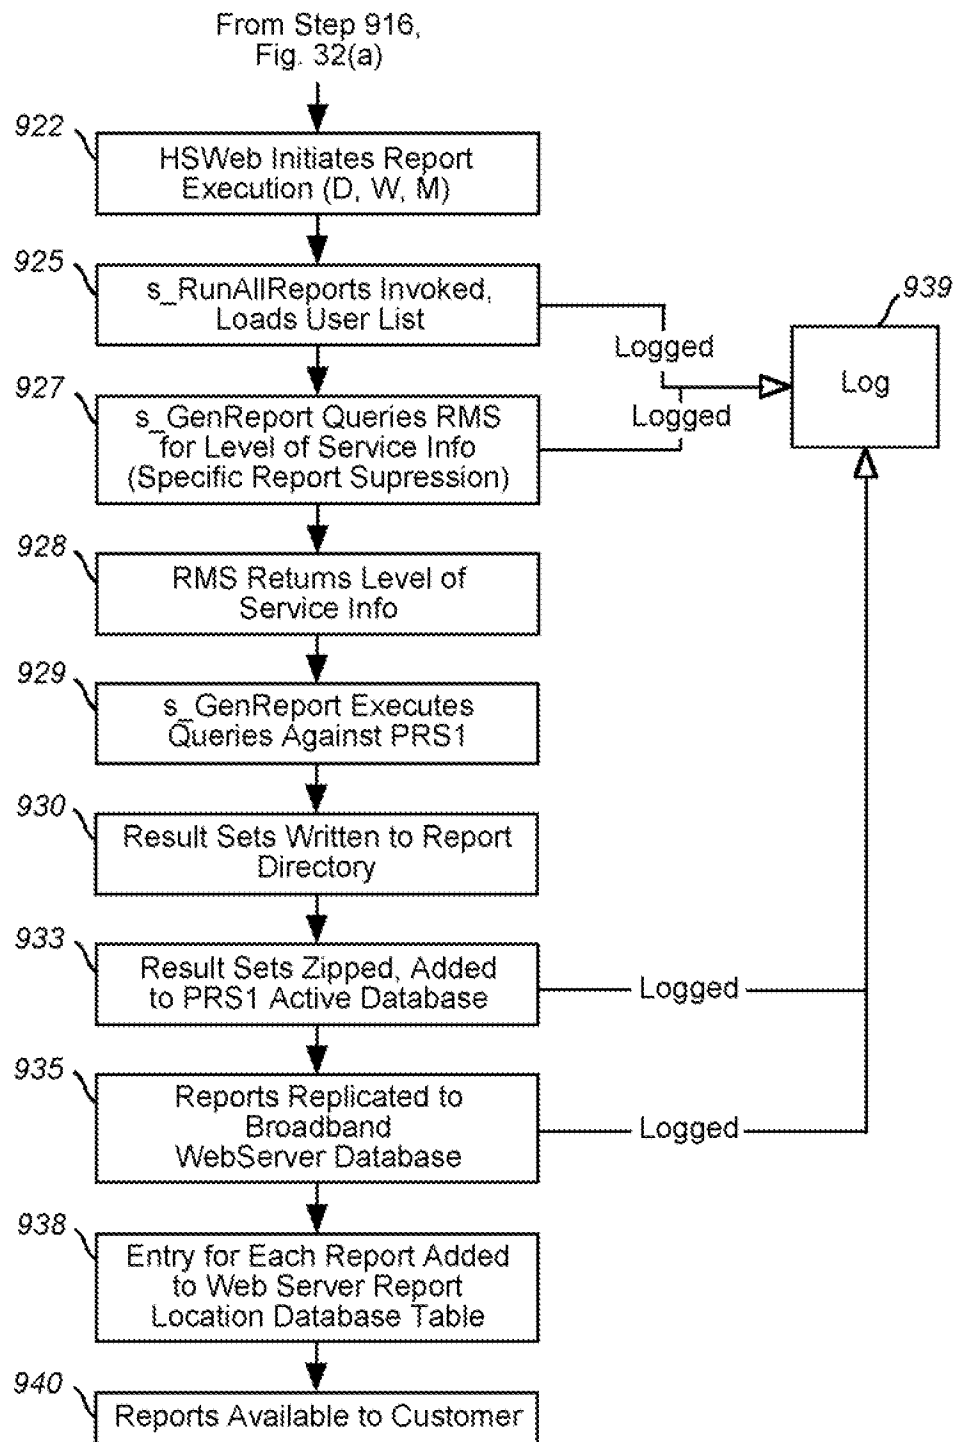 From Step 916,
Fig. 32(a)
922
HSWeb Initiates Report
Execution (D, W, M)
925
s_RunAllReports Invoked,
Loads User List
939
Logged
Log
927
s_GenReport Queries RMS
for Level of Service Info
(Specific Report Supression)
Logged
928
RMS Returns Level of
Service Info
929
s_GenReport Executes
Queries Against PRS1
930
Result Sets Written to Report
Directory
933
Result Sets Zipped, Added
to PRS1 Active Database
Logged
935
Reports Replicated to
Broadband
WebServer Database
Logged
938
Entry for Each Report Added
to Web Server Report
Location Database Table
940
Reports Available to Customer